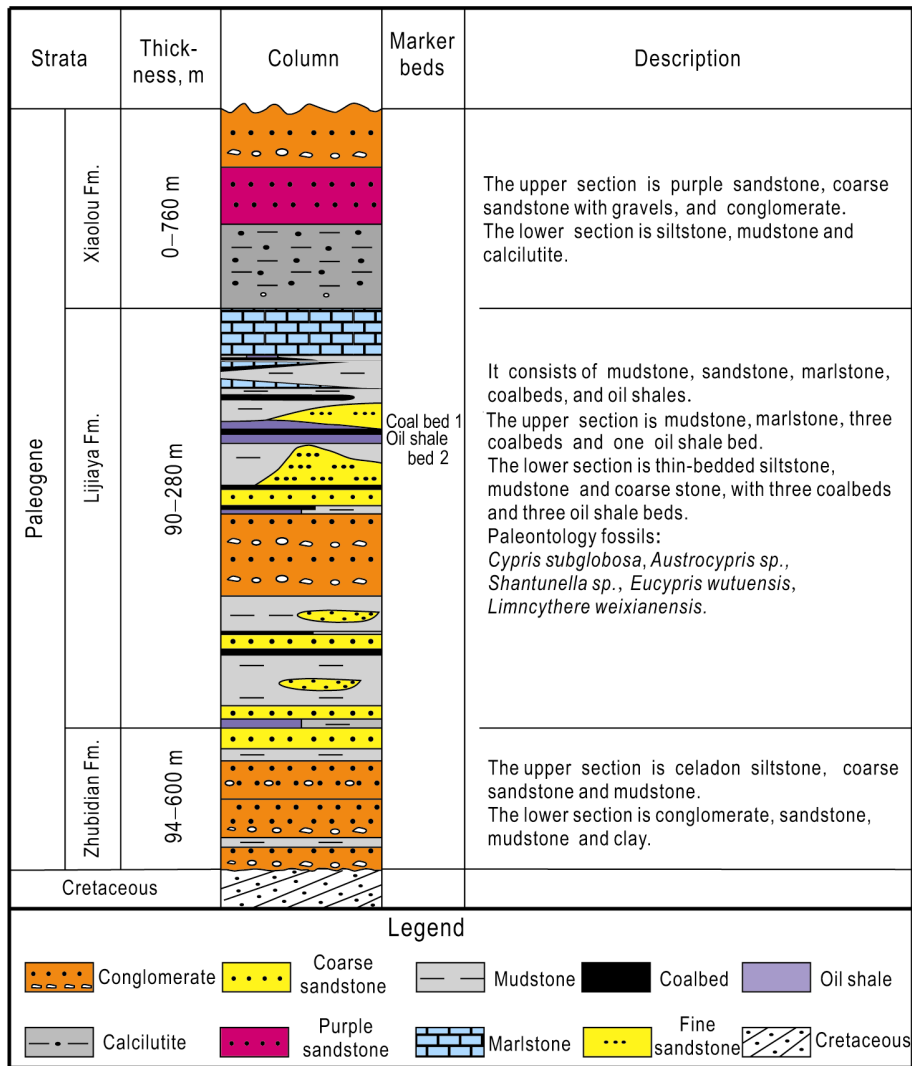 Strata
Thick-
ness, m
Column
Marker
beds
Description
Paleogene
Xiaolou Fm.
0–760 m
The upper section is purple sandstone, coarse
sandstone with gravels, and conglomerate.
The lower section is siltstone, mudstone and
calcilutite.
Lijiaya Fm.
90–280 m
Coal bed 1
Oil shale
bed 2
It consists of mudstone, sandstone, marlstone,
coalbeds, and oil shales.
The upper section is mudstone, marlstone, three
coalbeds and one oil shale bed.
The lower section is thin-bedded siltstone,
mudstone and coarse stone, with three coalbeds
and three oil shale beds.
Paleontology fossils:
Cypris subglobosa, Austrocypris sp.,
Shantunella sp., Eucypris wutuensis,
Limncythere weixianensis.
Zhubidian Fm.
94–600 m
The upper section is celadon siltstone, coarse
sandstone and mudstone.
The lower section is conglomerate, sandstone,
mudstone and clay.
Cretaceous
Legend
Conglomerate
Coarse
sandstone
Mudstone
Coalbed
Oil shale
Calcilutite
Purple
sandstone
Marlstone
Fine
sandstone
Cretaceous